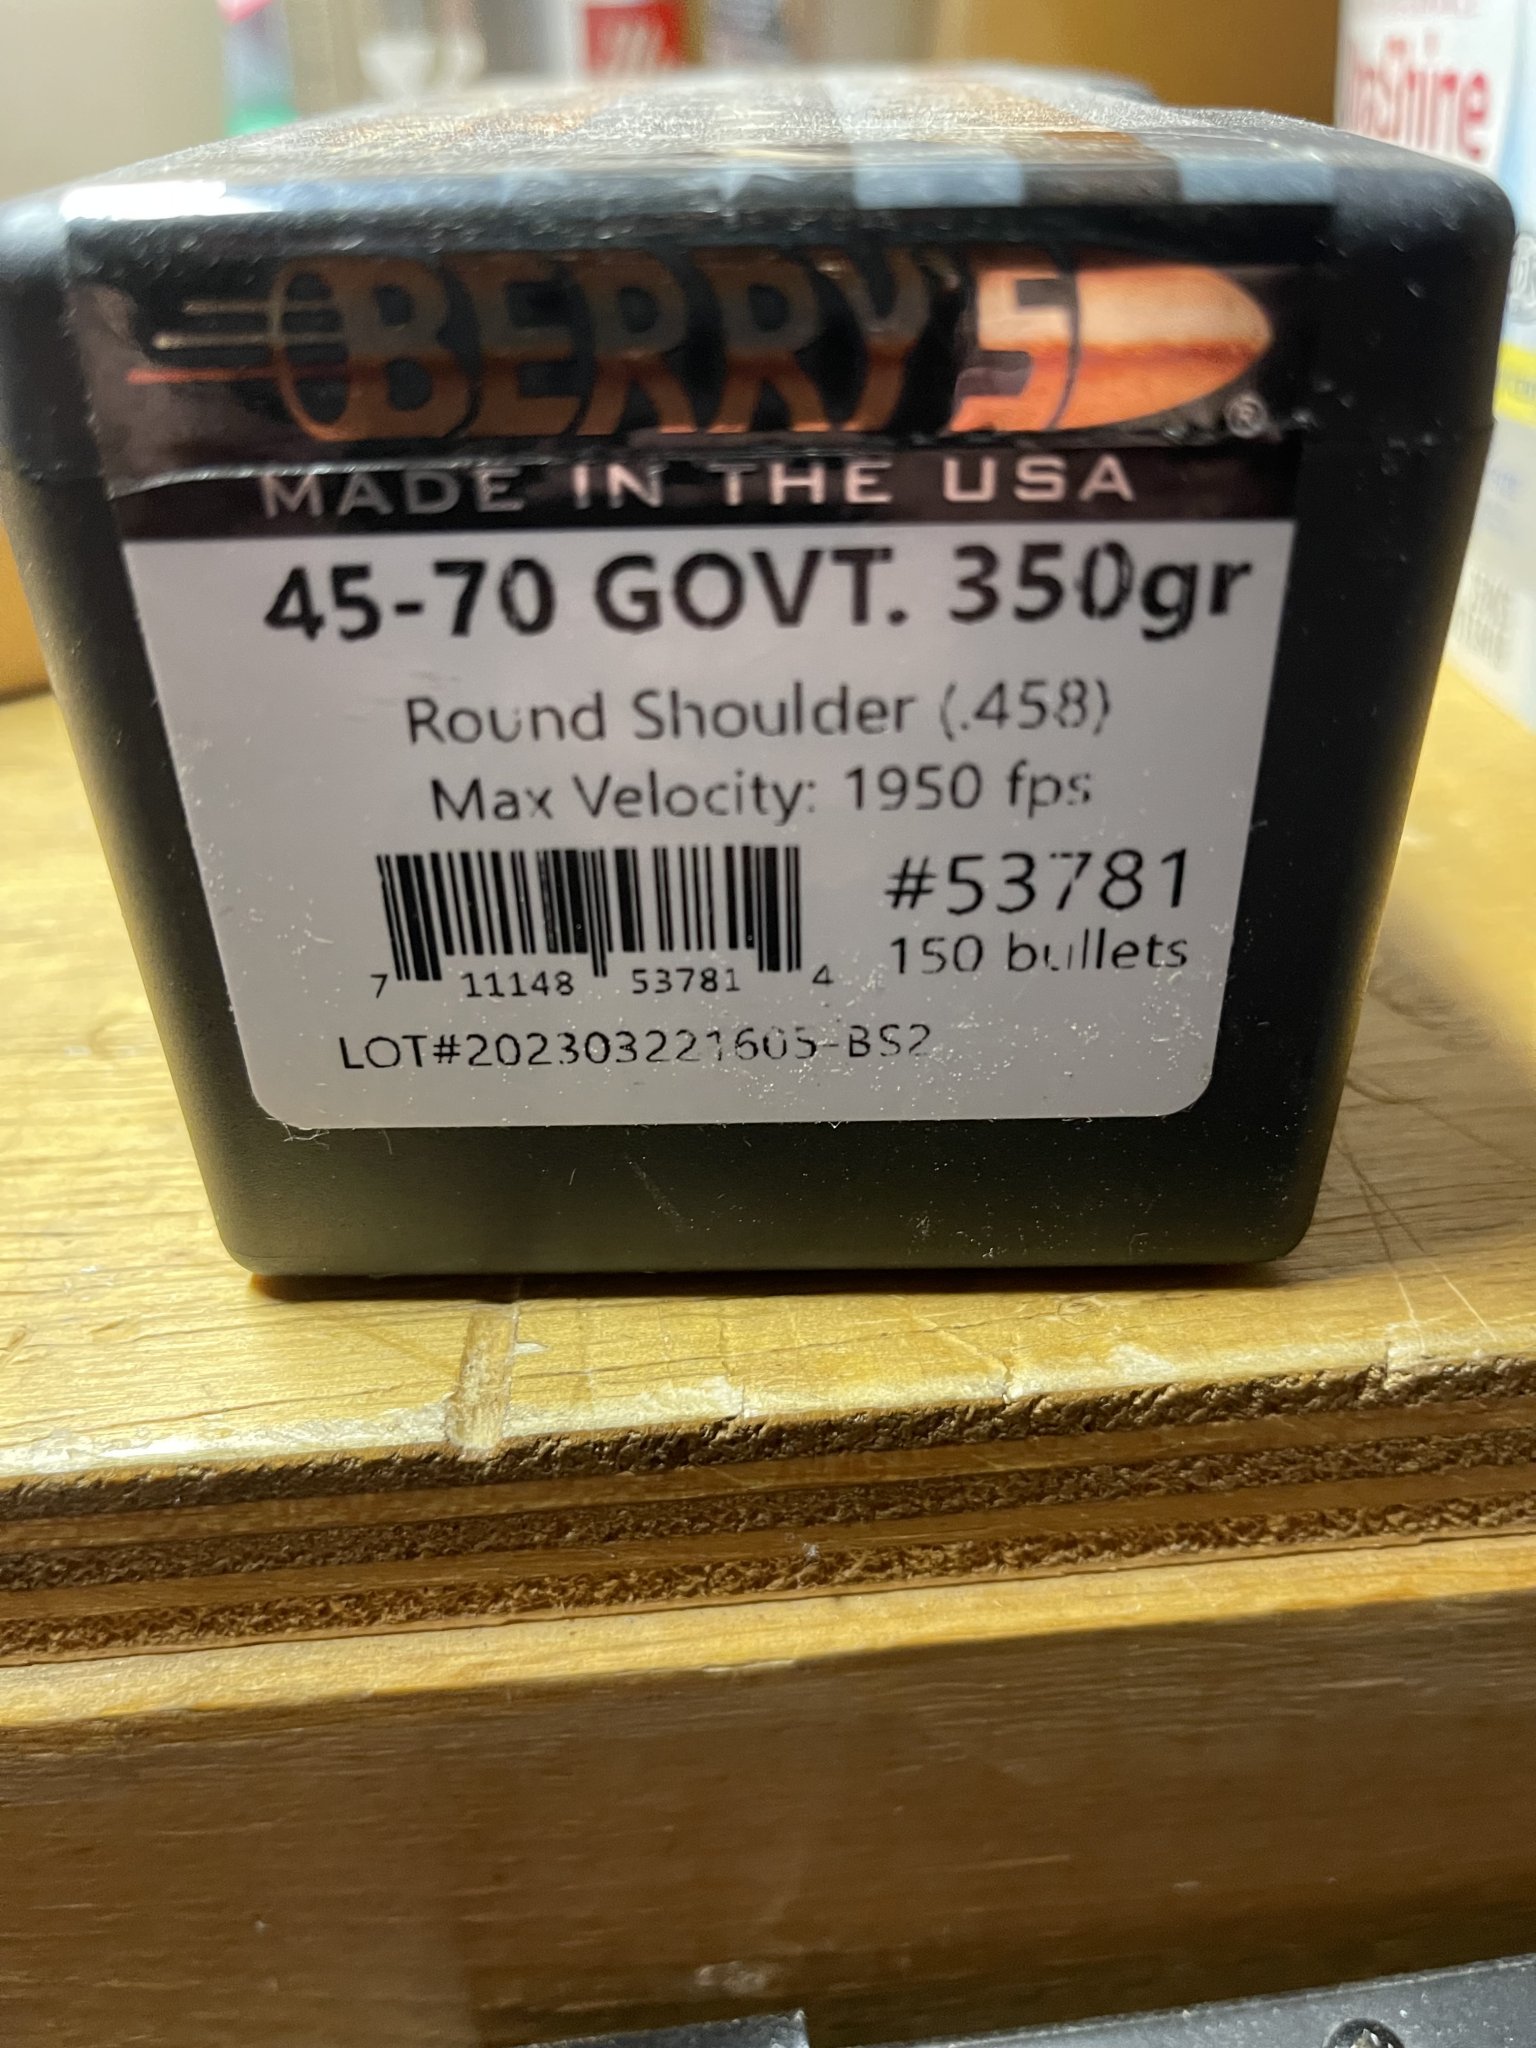 BERRY'S
®
MADE IN THE USA
45-70 GOVT. 350gr
Round Shoulder (.458)
Max Velocity: 1950 fps
#53781
150 bullets
7 11148 53781 4
LOT#202303221605-BS2